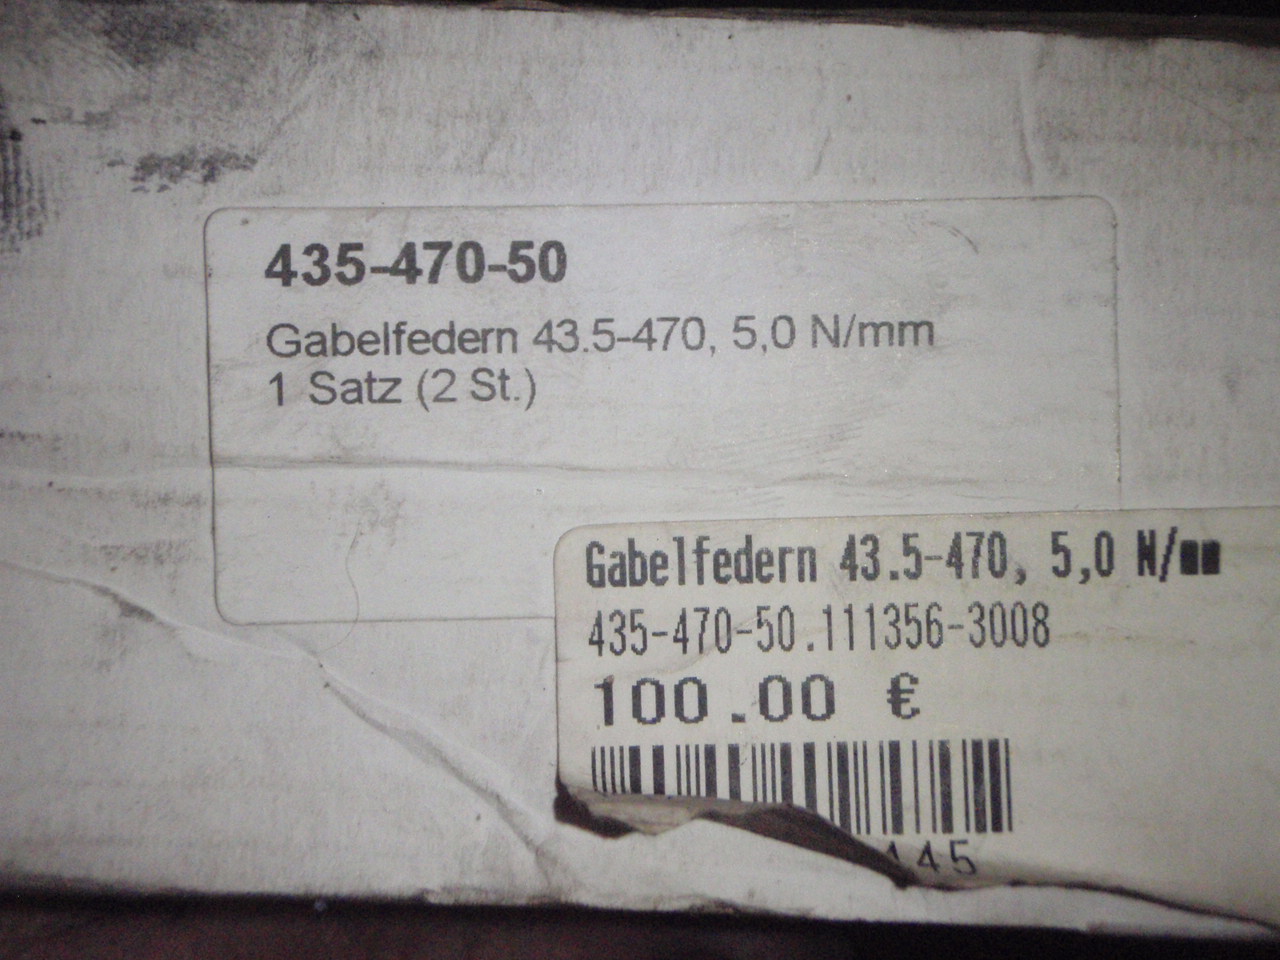 435-470-50
Gabelfedern 43.5-470, 5,0 N/mm
1 Satz (2 St.)
Gabelfedern 43.5-470, 5,0 N/mm
435-470-50.111356-3008
100.00 €
145